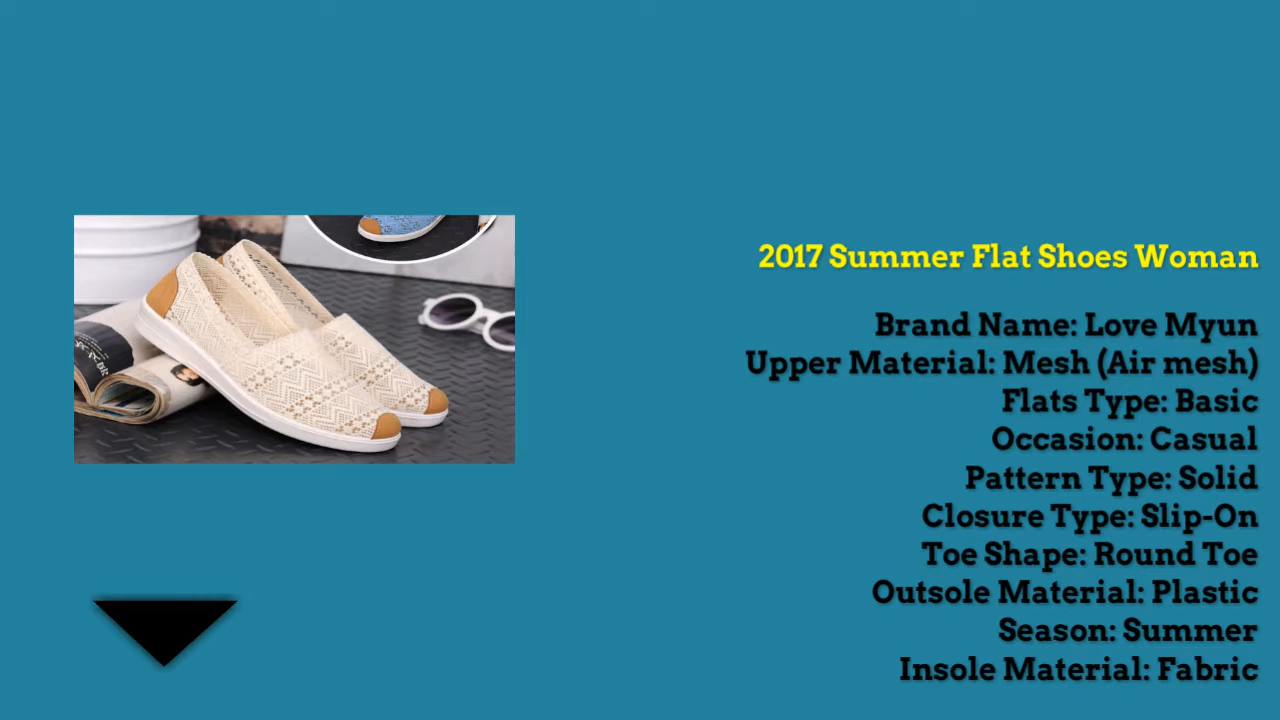 2017 Summer Flat Shoes Woman
Brand Name: Love Myun
Upper Material: Mesh (Air mesh)
Flats Type: Basic
Occasion: Casual
Pattern Type: Solid
Closure Type: Slip-On
Toe Shape: Round Toe
Outsole Material: Plastic
Season: Summer
Insole Material: Fabric